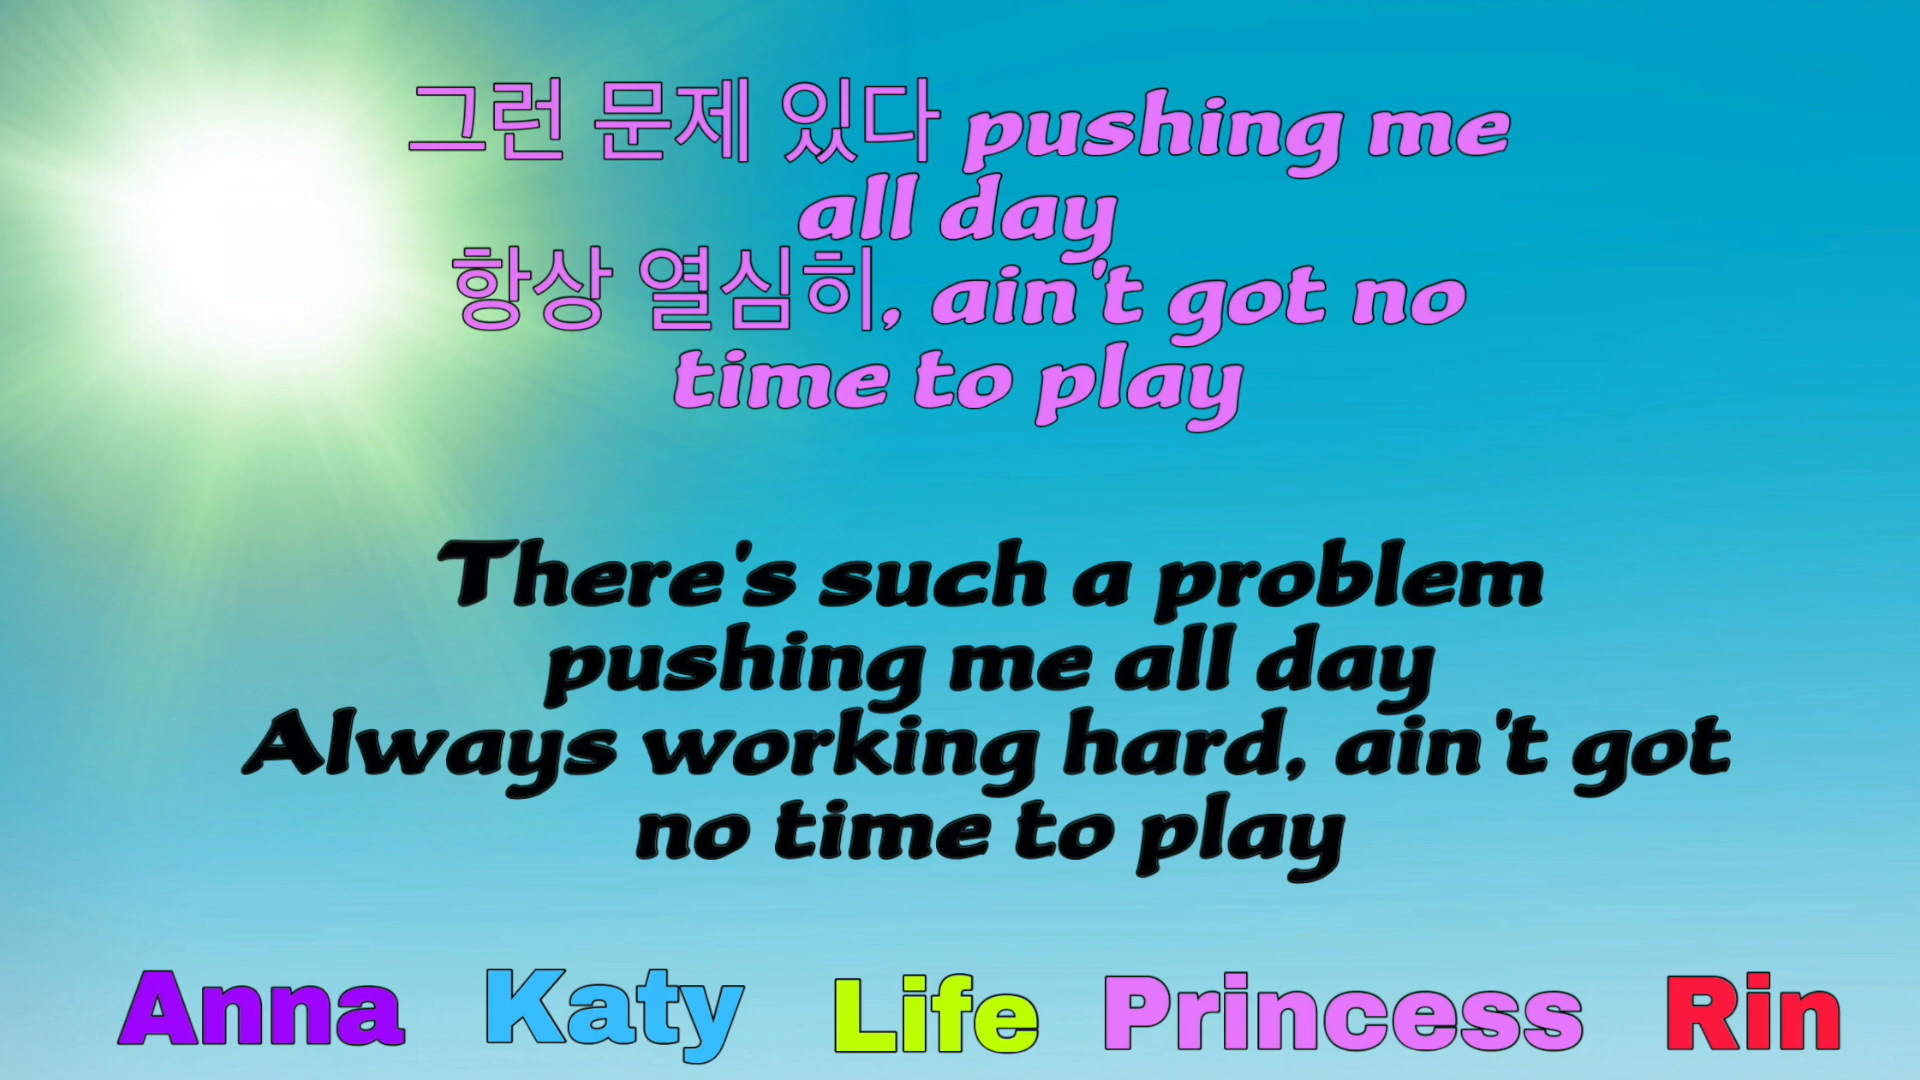 그런 문제 있다 pushing me
all day
항상 열심히, ain't got no
time to play
There's such a problem
pushing me all day
Always working hard, ain't got
no time to play
Anna Katy Life Princess Rin